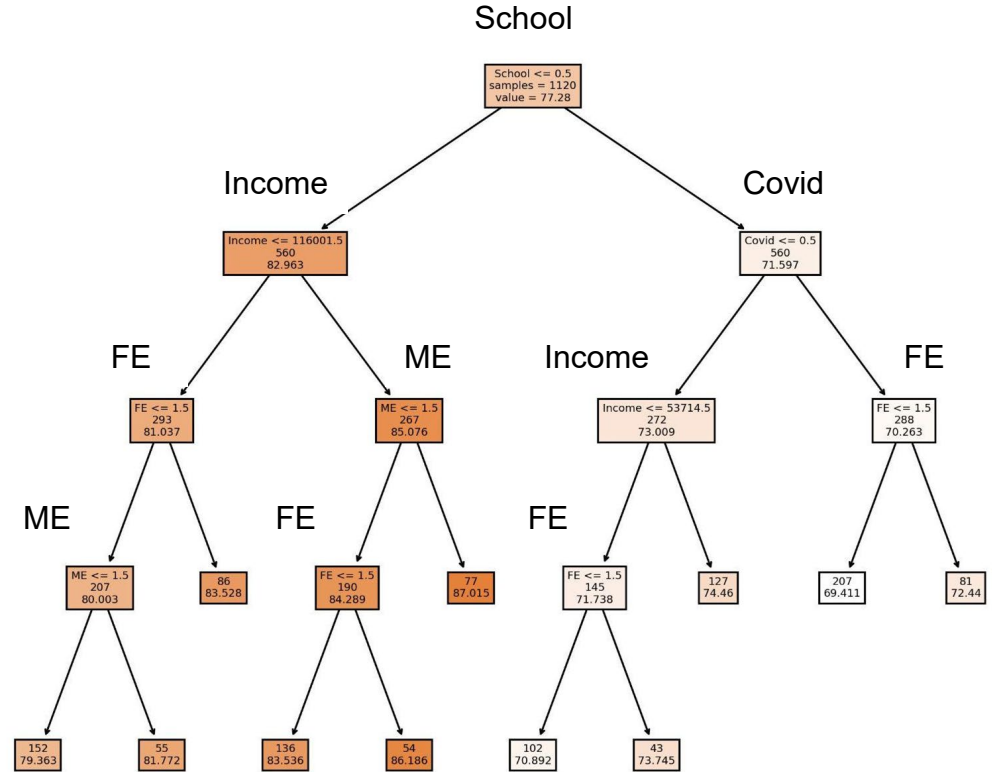 School
School <= 0.5
samples = 1120
value = 77.28
Income
Covid
Income <= 116001.5
560
82.963
Covid <= 0.5
560
71.597
FE
ME
Income
FE
FE <= 1.5
293
81.037
ME <= 1.5
267
85.076
Income <= 53714.5
272
73.009
FE <= 1.5
288
70.263
ME
FE
FE
ME <= 1.5
207
80.003
86
83.528
FE <= 1.5
190
84.289
77
87.015
FE <= 1.5
145
71.738
127
74.46
207
69.411
81
72.44
152
79.363
55
81.772
136
83.536
54
86.186
102
70.892
43
73.745